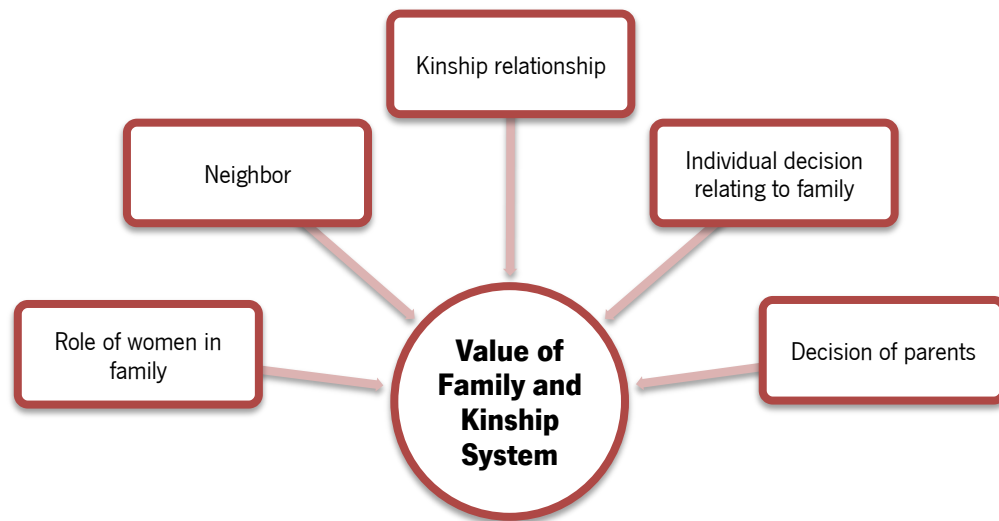 Kinship relationship
Neighbor
Individual decision
relating to family
Role of women in
family
Value of
Family and
Kinship
System
Decision of parents